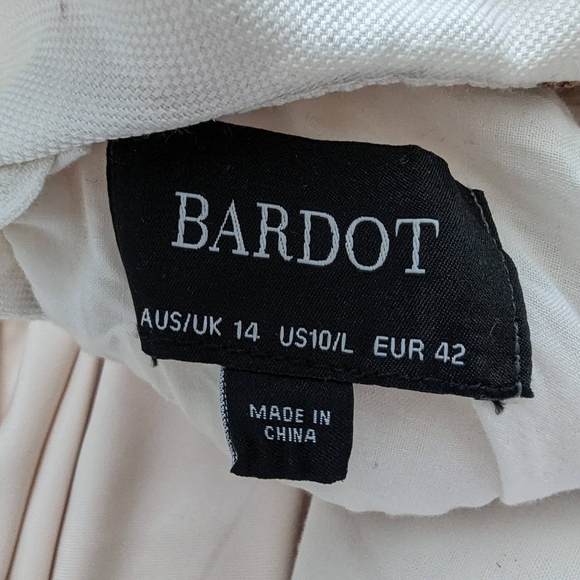 BARDOT
AUS/UK 14 US10/L EUR 42
MADE IN
CHINA